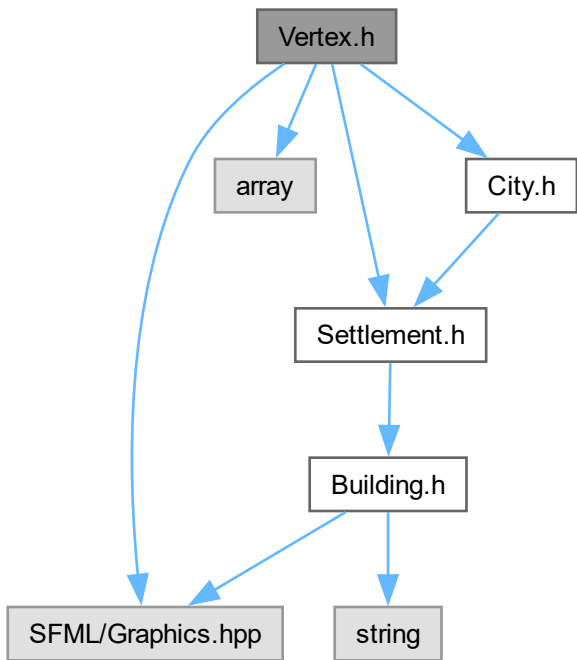 Vertex.h
array
City.h
Settlement.h
Building.h
SFML/Graphics.hpp
string